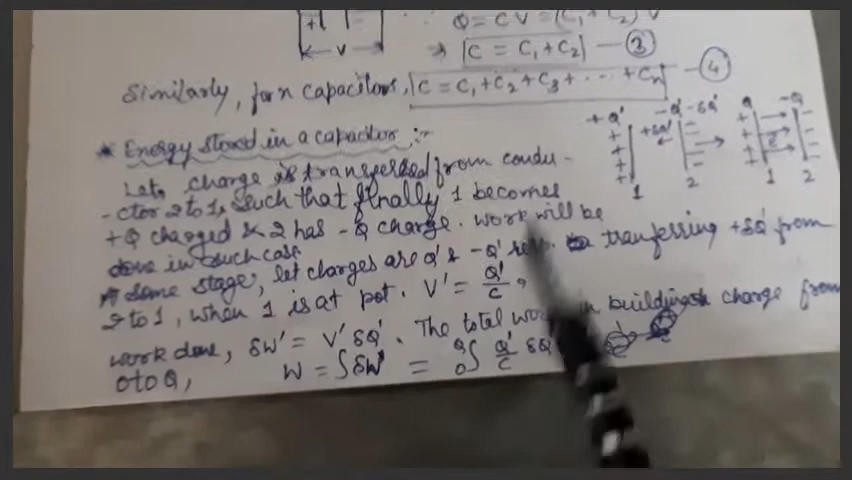 Q = CV = (C₁ + C₂) V
+
V
⇒ C = C₁ + C₂ — ③
Similarly, for n capacitors, C = C₁ + C₂ + C₃ + ... + Cₙ — ④
* Energy stored in a capacitor :-
Let, charge is transferred from condu-
-ctor 2 to 1, such that finally 1 becomes
+Q charged & 2 has -Q charge. Work will be
done in such case
At some stage, let charges are Q' & -Q' resp. tranferring +δQ' from
2 to 1, when 1 is at pot. V' = Q'/C,
work done, δW' = V' δQ'. The total in building charge from
0 to Q,
W = ∫δW' = ₀∫Q Q'/C δQ
+Q' -Q'-δQ' Q -Q
+δQ' E
1 2 1 2